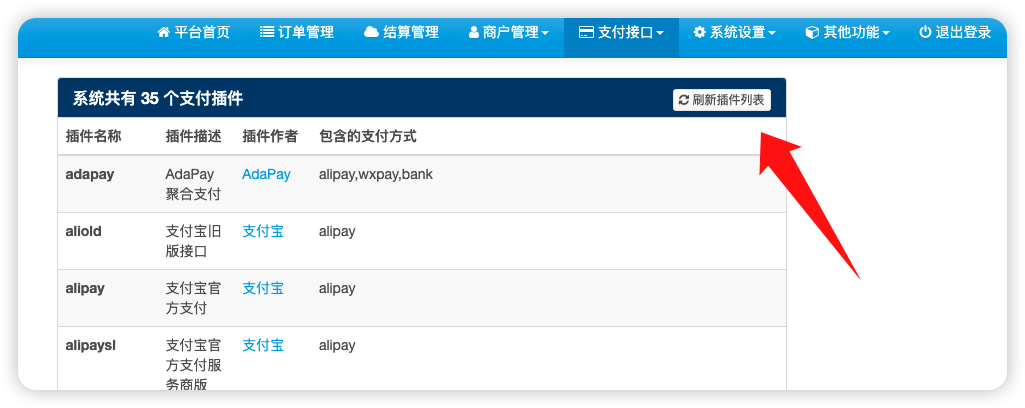 平台首页 订单管理 结算管理 商户管理 支付接口 系统设置 其他功能 退出登录
系统共有 35 个支付插件 刷新插件列表
插件名称 插件描述 插件作者 包含的支付方式
adapay AdaPay AdaPay alipay,wxpay,bank
聚合支付
aliold 支付宝旧 支付宝 alipay
版接口
alipay 支付宝官 支付宝 alipay
方支付
alipaysl 支付宝官 支付宝 alipay
方支付服
务商版